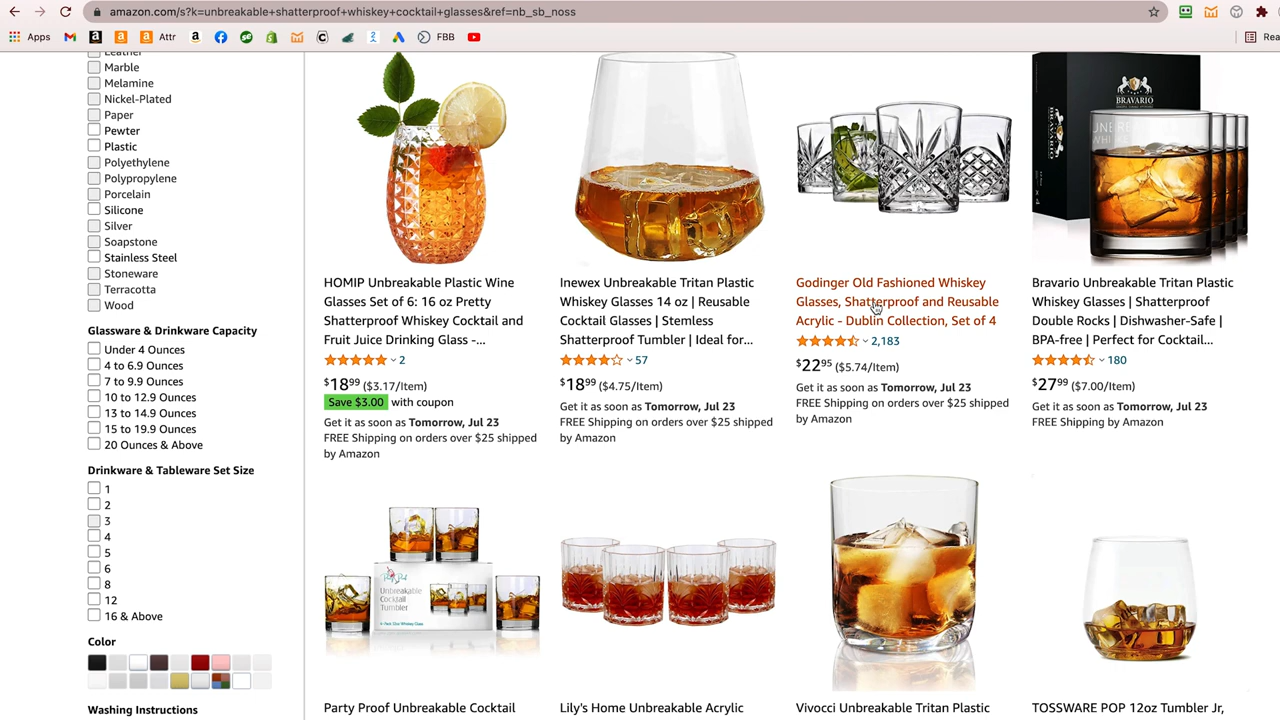 amazon.com/s?k=unbreakable+shatterproof+whiskey+cocktail+glasses&ref=nb_sb_noss
Apps
Attr
FBB
Rea
Leather
Marble
Melamine
Nickel-Plated
Paper
Pewter
Plastic
Polyethylene
Polypropylene
Porcelain
Silicone
Silver
Soapstone
Stainless Steel
Stoneware
Terracotta
Wood
Glassware & Drinkware Capacity
Under 4 Ounces
4 to 6.9 Ounces
7 to 9.9 Ounces
10 to 12.9 Ounces
13 to 14.9 Ounces
15 to 19.9 Ounces
20 Ounces & Above
Drinkware & Tableware Set Size
1
2
3
4
5
6
8
12
16 & Above
Color
Washing Instructions
HOMIP Unbreakable Plastic Wine
Glasses Set of 6: 16 oz Pretty
Shatterproof Whiskey Cocktail and
Fruit Juice Drinking Glass -...
2
$18.99 ($3.17/Item)
Save $3.00 with coupon
Get it as soon as Tomorrow, Jul 23
FREE Shipping on orders over $25 shipped
by Amazon
Inewex Unbreakable Tritan Plastic
Whiskey Glasses 14 oz | Reusable
Cocktail Glasses | Stemless
Shatterproof Tumbler | Ideal for...
57
$18.99 ($4.75/Item)
Get it as soon as Tomorrow, Jul 23
FREE Shipping on orders over $25 shipped
by Amazon
Godinger Old Fashioned Whiskey
Glasses, Shatterproof and Reusable
Acrylic - Dublin Collection, Set of 4
2,183
$22.95 ($5.74/Item)
Get it as soon as Tomorrow, Jul 23
FREE Shipping on orders over $25 shipped
by Amazon
BRAVARIO
Bravario Unbreakable Tritan Plastic
Whiskey Glasses | Shatterproof
Double Rocks | Dishwasher-Safe |
BPA-free | Perfect for Cocktail...
180
$27.99 ($7.00/Item)
Get it as soon as Tomorrow, Jul 23
FREE Shipping on orders over $25 shipped
by Amazon
Unbreakable
Cocktail
Tumbler
Party Proof Unbreakable Cocktail
Lily's Home Unbreakable Acrylic
Vivocci Unbreakable Tritan Plastic
TOSSWARE POP 12oz Tumbler Jr,